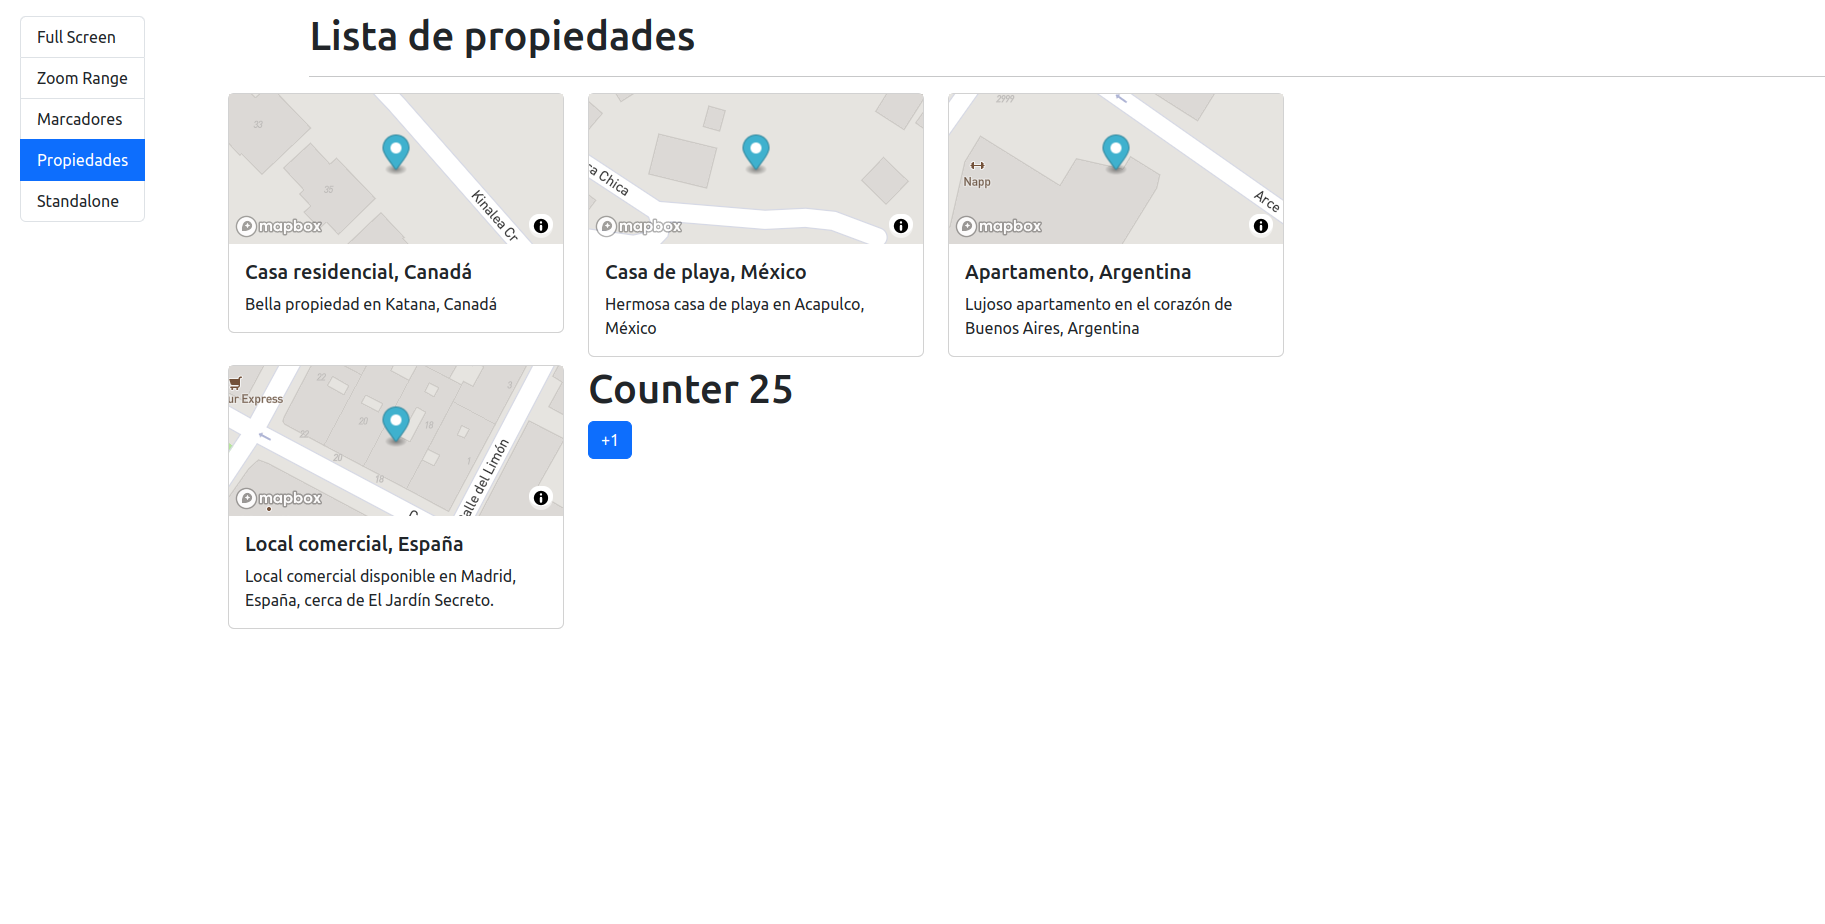 Full Screen
Zoom Range
Marcadores
Propiedades
Standalone
Lista de propiedades
33
35
Kinalea Cr
mapbox
Casa residencial, Canadá
Bella propiedad en Katana, Canadá
ca Chica
mapbox
Casa de playa, México
Hermosa casa de playa en Acapulco,
México
2999
Napp
Arce
mapbox
Apartamento, Argentina
Lujoso apartamento en el corazón de
Buenos Aires, Argentina
ur Express
22
3
20
18
22
20
1
18
alle del Limón
mapbox
Local comercial, España
Local comercial disponible en Madrid,
España, cerca de El Jardín Secreto.
Counter 25
+1